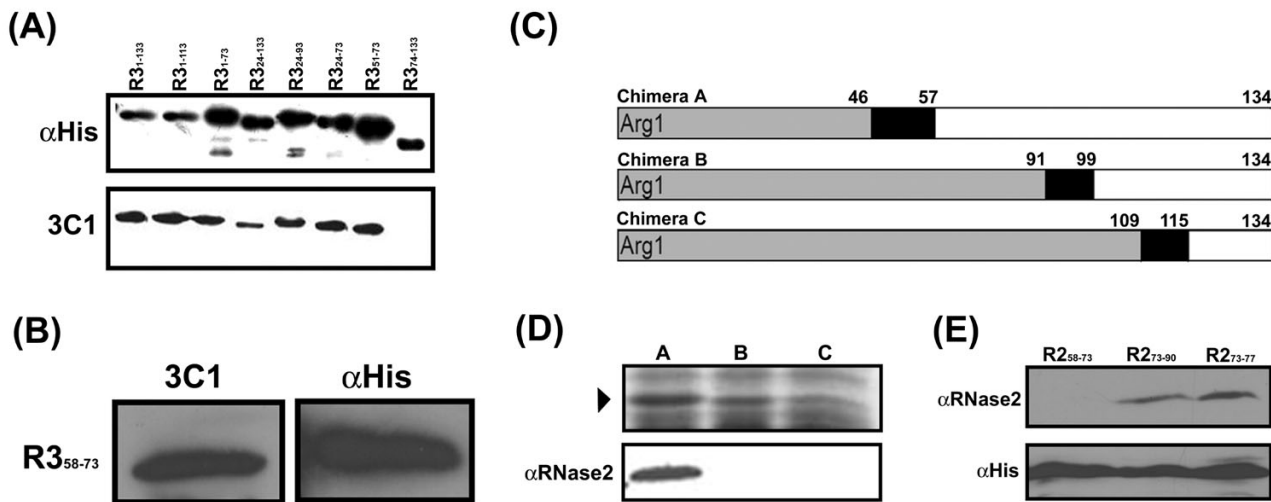 (A)
R31-133 R31-113 R31-73 R324-133 R324-93 R324-73 R351-73 R374-133
αHis
3C1
(B)
3C1 αHis
R358-73
(C)
Chimera A 46 57 134
Arg1
Chimera B 91 99 134
Arg1
Chimera C 109 115 134
Arg1
(D)
A B C
αRNase2
(E)
R258-73 R273-90 R273-77
αRNase2
αHis